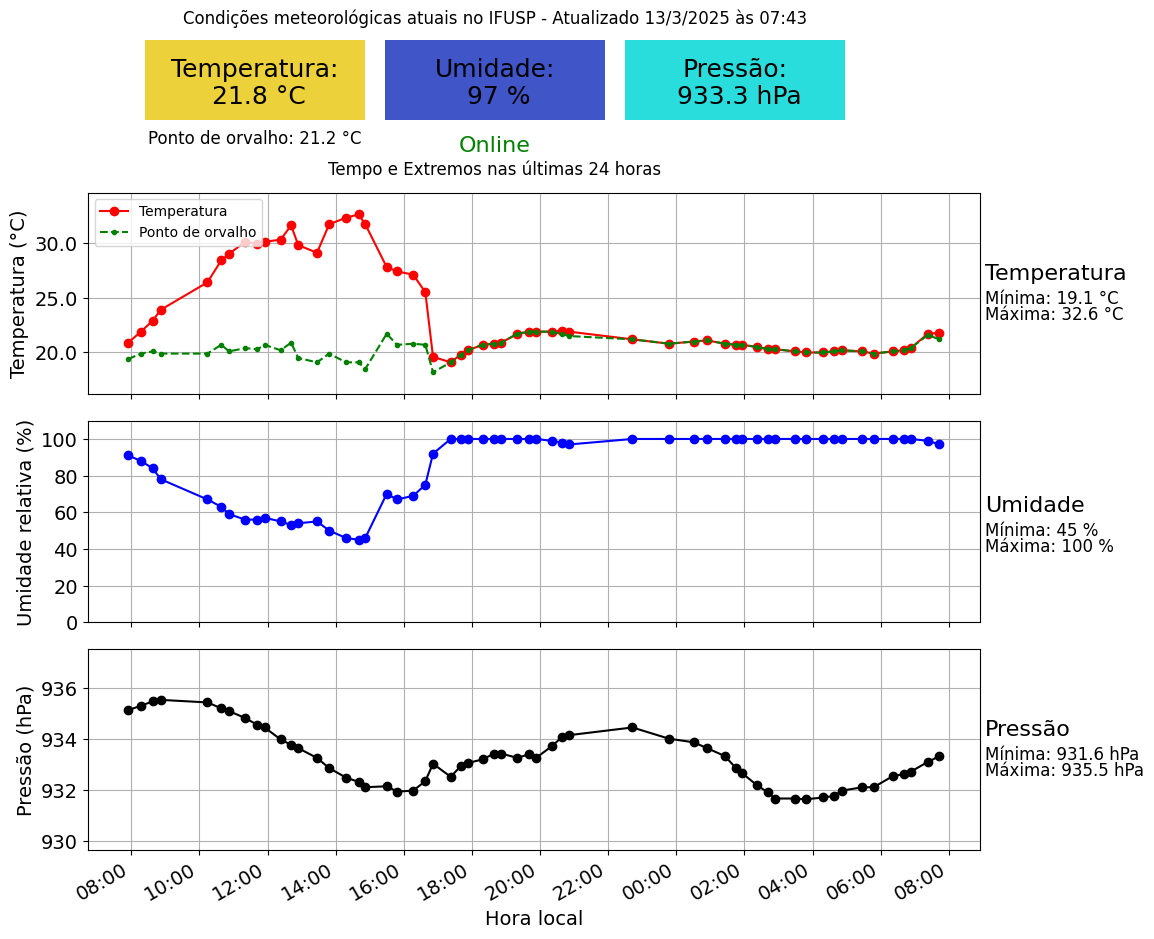 Condições meteorológicas atuais no IFUSP - Atualizado 13/3/2025 às 07:43
Temperatura:
21.8 °C
Umidade:
97 %
Pressão:
933.3 hPa
Ponto de orvalho: 21.2 °C
Online
Tempo e Extremos nas últimas 24 horas
Temperatura (°C)
30.0
25.0
20.0
Temperatura
Ponto de orvalho
Temperatura
Mínima: 19.1 °C
Máxima: 32.6 °C
Umidade relativa (%)
100
80
60
40
20
0
Umidade
Mínima: 45 %
Máxima: 100 %
Pressão (hPa)
936
934
932
930
Pressão
Mínima: 931.6 hPa
Máxima: 935.5 hPa
08:00
10:00
12:00
14:00
16:00
18:00
20:00
22:00
00:00
02:00
04:00
06:00
08:00
Hora local